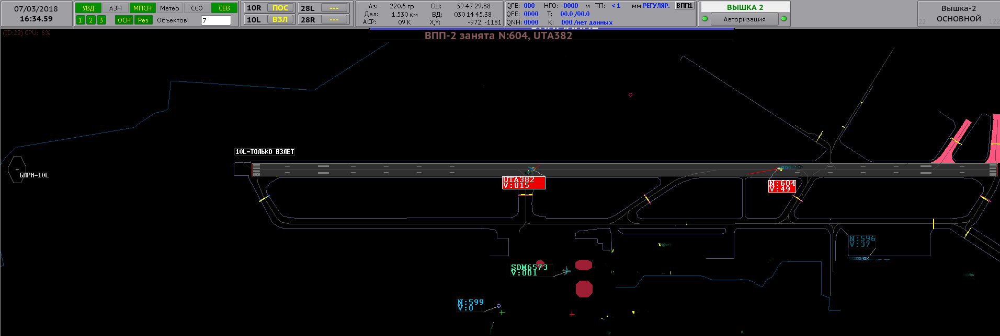 07/03/2018
16:34.59
УВД АЗН МПСН Метео ССО СЕВ
1 2 3 ОСН Рез Объектов: 7
10R ПОС 28L ---
10L ВЗЛ 28R ---
Аз: 220.5 гр СШ: 59 47 29.88
Дал: 1.530 км ВД: 030 14 45.38
АСР: 09 К X,Y: -972, -1181
QFE: 000 НГО: 0000 м ТП: < 1 мм РЕГУЛЯР. ВПП1
QFE: 0000 Т: 00.0 /00.0
QNH: 0000 К: 000 /нет данных
ВЫШКА 2
Авторизация
Вышка-2
ОСНОВНОЙ
22 122
(ID:22) CPU: 6%
ВПП-2 занята N:604, UTA382
10L-ТОЛЬКО ВЗЛЕТ
БПРМ-10L
UTA382
V:015
N:604
V:49
N:596
V:37
SDM6573
V:001
N:599
V:0